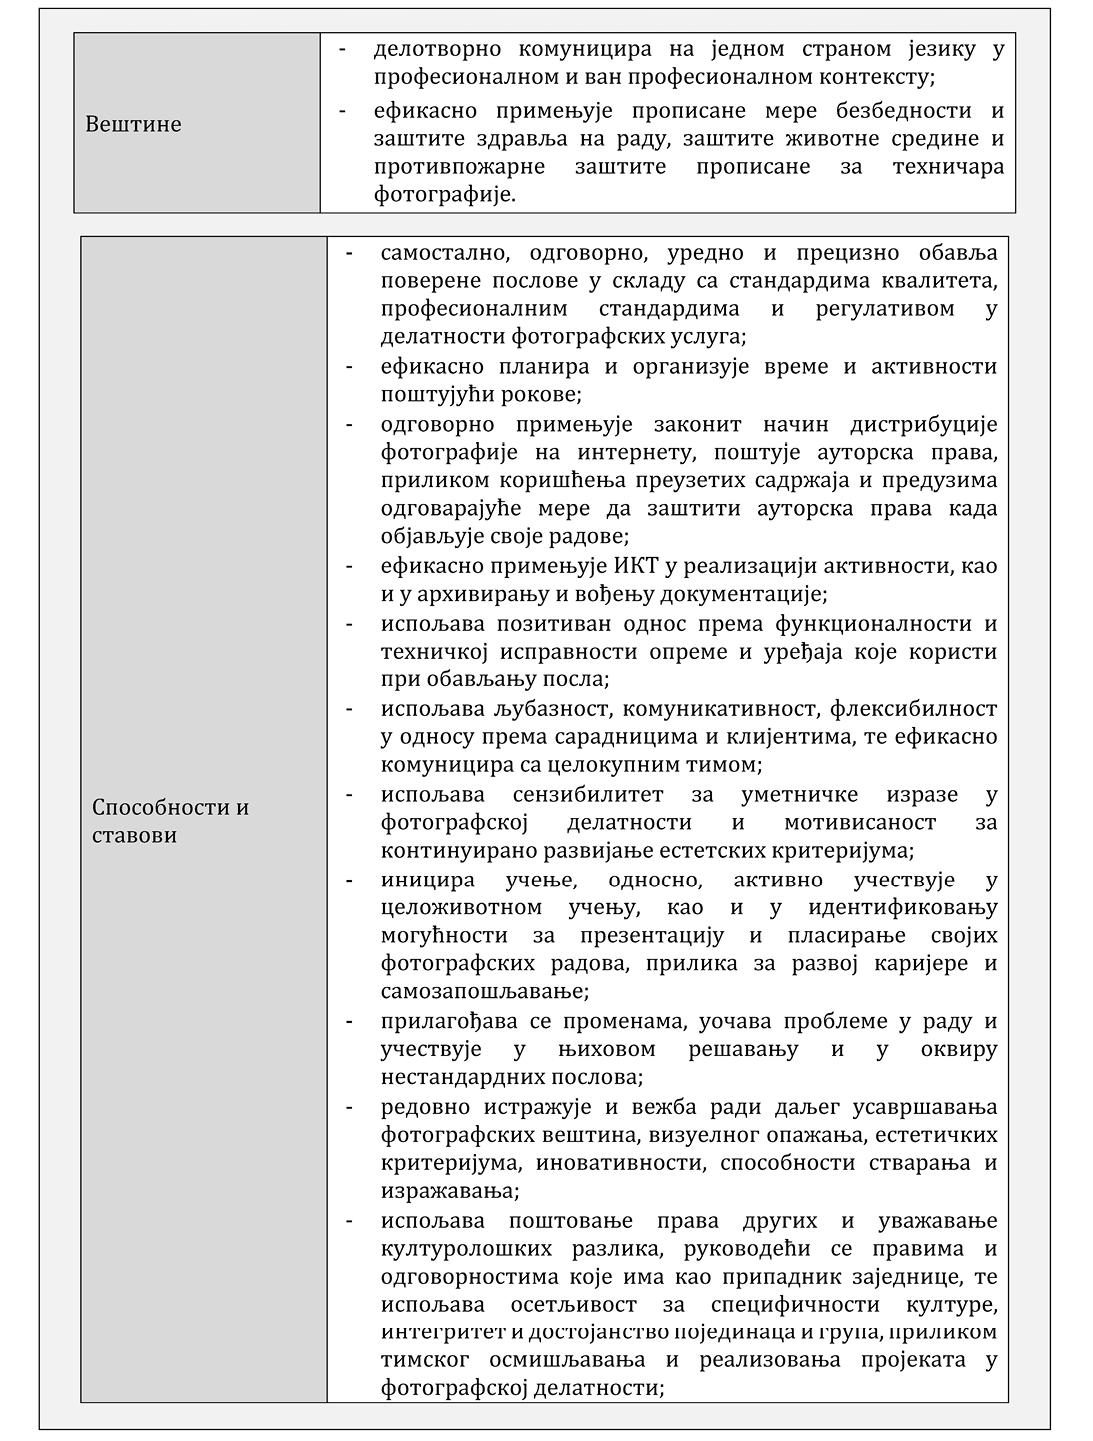 Вештине
- делотворно комуницира на једном страном језику у
професионалном и ван професионалном контексту;
- ефикасно примењује прописане мере безбедности и
заштите здравља на раду, заштите животне средине и
противпожарне заштите прописане за техничара
фотографије.
Способности и
ставови
- самостално, одговорно, уредно и прецизно обавља
поверене послове у складу са стандардима квалитета,
професионалним стандардима и регулативом у
делатности фотографских услуга;
- ефикасно планира и организује време и активности
поштујући рокове;
- одговорно примењује законит начин дистрибуције
фотографије на интернету, поштује ауторска права,
приликом коришћења преузетих садржаја и предузима
одговарајуће мере да заштити ауторска права када
објављује своје радове;
- ефикасно примењује ИКТ у реализацији активности, као
и у архивирању и вођењу документације;
- испољава позитиван однос према функционалности и
техничкој исправности опреме и уређаја које користи
при обављању посла;
- испољава љубазност, комуникативност, флексибилност
у односу према сарадницима и клијентима, те ефикасно
комуницира са целокупним тимом;
- испољава сензибилитет за уметничке изразе у
фотографској делатности и мотивисаност за
континуирано развијање естетских критеријума;
- иницира учење, односно, активно учествује у
целоживотном учењу, као и у идентификовању
могућности за презентацију и пласирање својих
фотографских радова, прилика за развој каријере и
самозапошљавање;
- прилагођава се променама, уочава проблеме у раду и
учествује у њиховом решавању и у оквиру
нестандардних послова;
- редовно истражује и вежба ради даљег усавршавања
фотографских вештина, визуелног опажања, естетичких
критеријума, иновативности, способности стварања и
изражавања;
- испољава поштовање права других и уважавање
културолошких разлика, руководећи се правима и
одговорностима које има као припадник заједнице, те
испољава осетљивост за специфичности културе,
интегритет и достојанство појединаца и група, приликом
тимског осмишљавања и реализовања пројеката у
фотографској делатности;